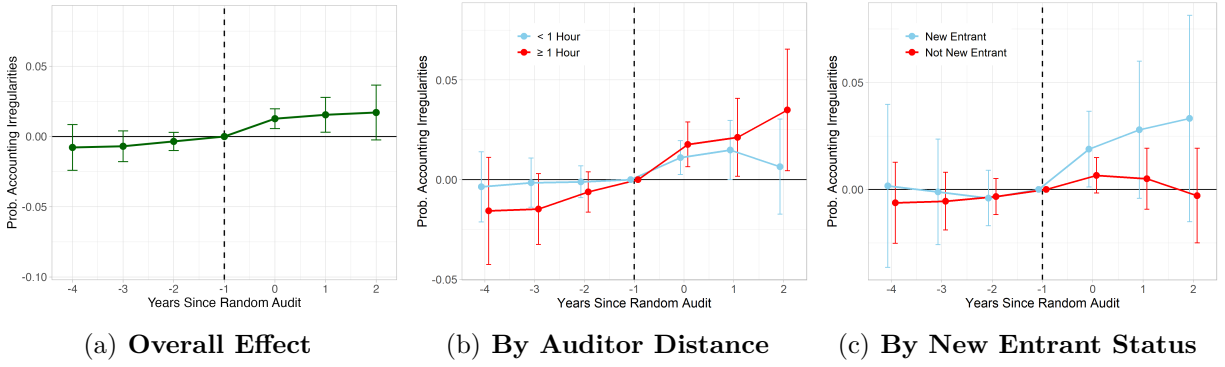 Prob. Accounting Irregularities
0.05
0.00
-0.05
-0.10
-4 -3 -2 -1 0 1 2
Years Since Random Audit
(a) Overall Effect
Prob. Accounting Irregularities
< 1 Hour
≥ 1 Hour
0.05
0.00
-0.05
-4 -3 -2 -1 0 1 2
Years Since Random Audit
(b) By Auditor Distance
Prob. Accounting Irregularities
New Entrant
Not New Entrant
0.05
0.00
-4 -3 -2 -1 0 1 2
Years Since Random Audit
(c) By New Entrant Status